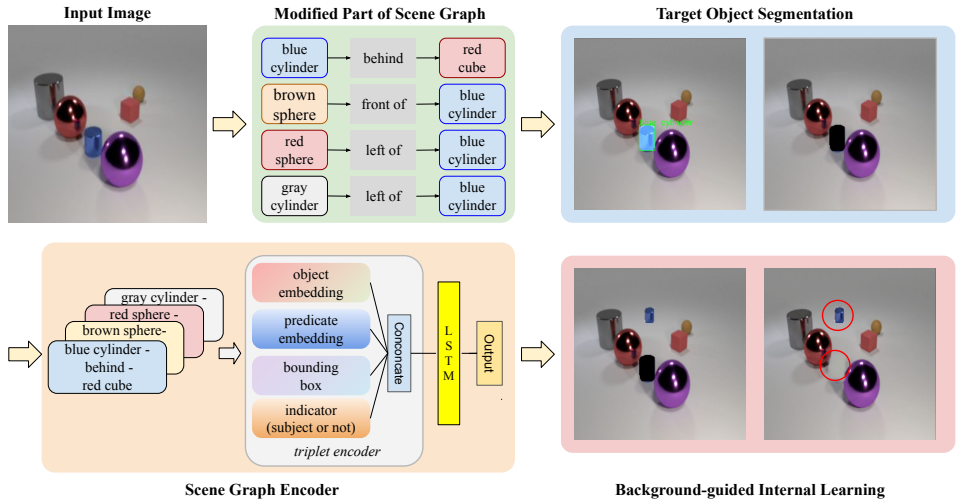 Input Image
Modified Part of Scene Graph
Target Object Segmentation
blue
cylinder
behind
red
cube
brown
sphere
front of
blue
cylinder
red
sphere
left of
blue
cylinder
gray
cylinder
left of
blue
cylinder
gray cylinder -
red sphere -
brown sphere-
blue cylinder -
behind -
red cube
object
embedding
predicate
embedding
bounding
box
indicator
(subject or not)
triplet encoder
Conconcate
LSTM
Output
Scene Graph Encoder
Background-guided Internal Learning